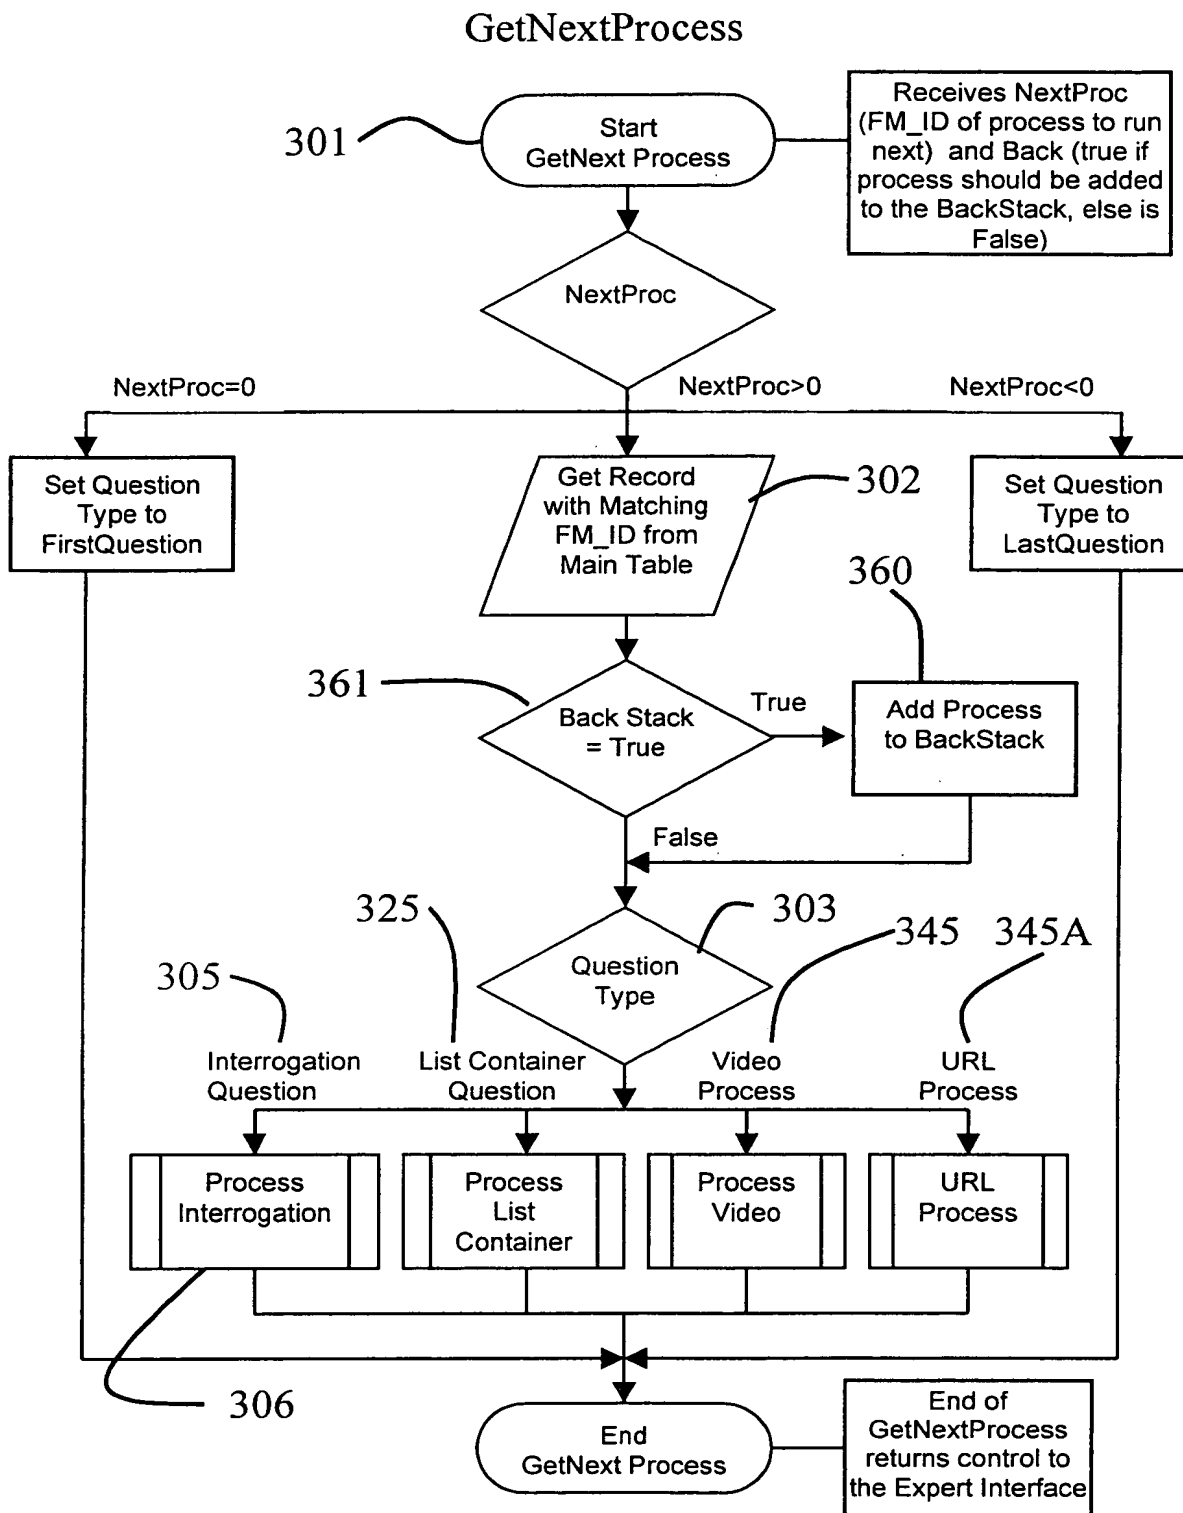 GetNextProcess
301
Start
GetNext Process
Receives NextProc
(FM_ID of process to run
next) and Back (true if
process should be added
to the BackStack, else is
False)
NextProc
NextProc=0
NextProc>0
NextProc<0
Set Question
Type to
FirstQuestion
Get Record
with Matching
FM_ID from
Main Table
302
Set Question
Type to
LastQuestion
360
361
Back Stack
= True
True
Add Process
to BackStack
False
325
303
345
345A
305
Question
Type
Interrogation
Question
List Container
Question
Video
Process
URL
Process
Process
Interrogation
Process
List
Container
Process
Video
URL
Process
306
End
GetNext Process
End of
GetNextProcess
returns control to
the Expert Interface